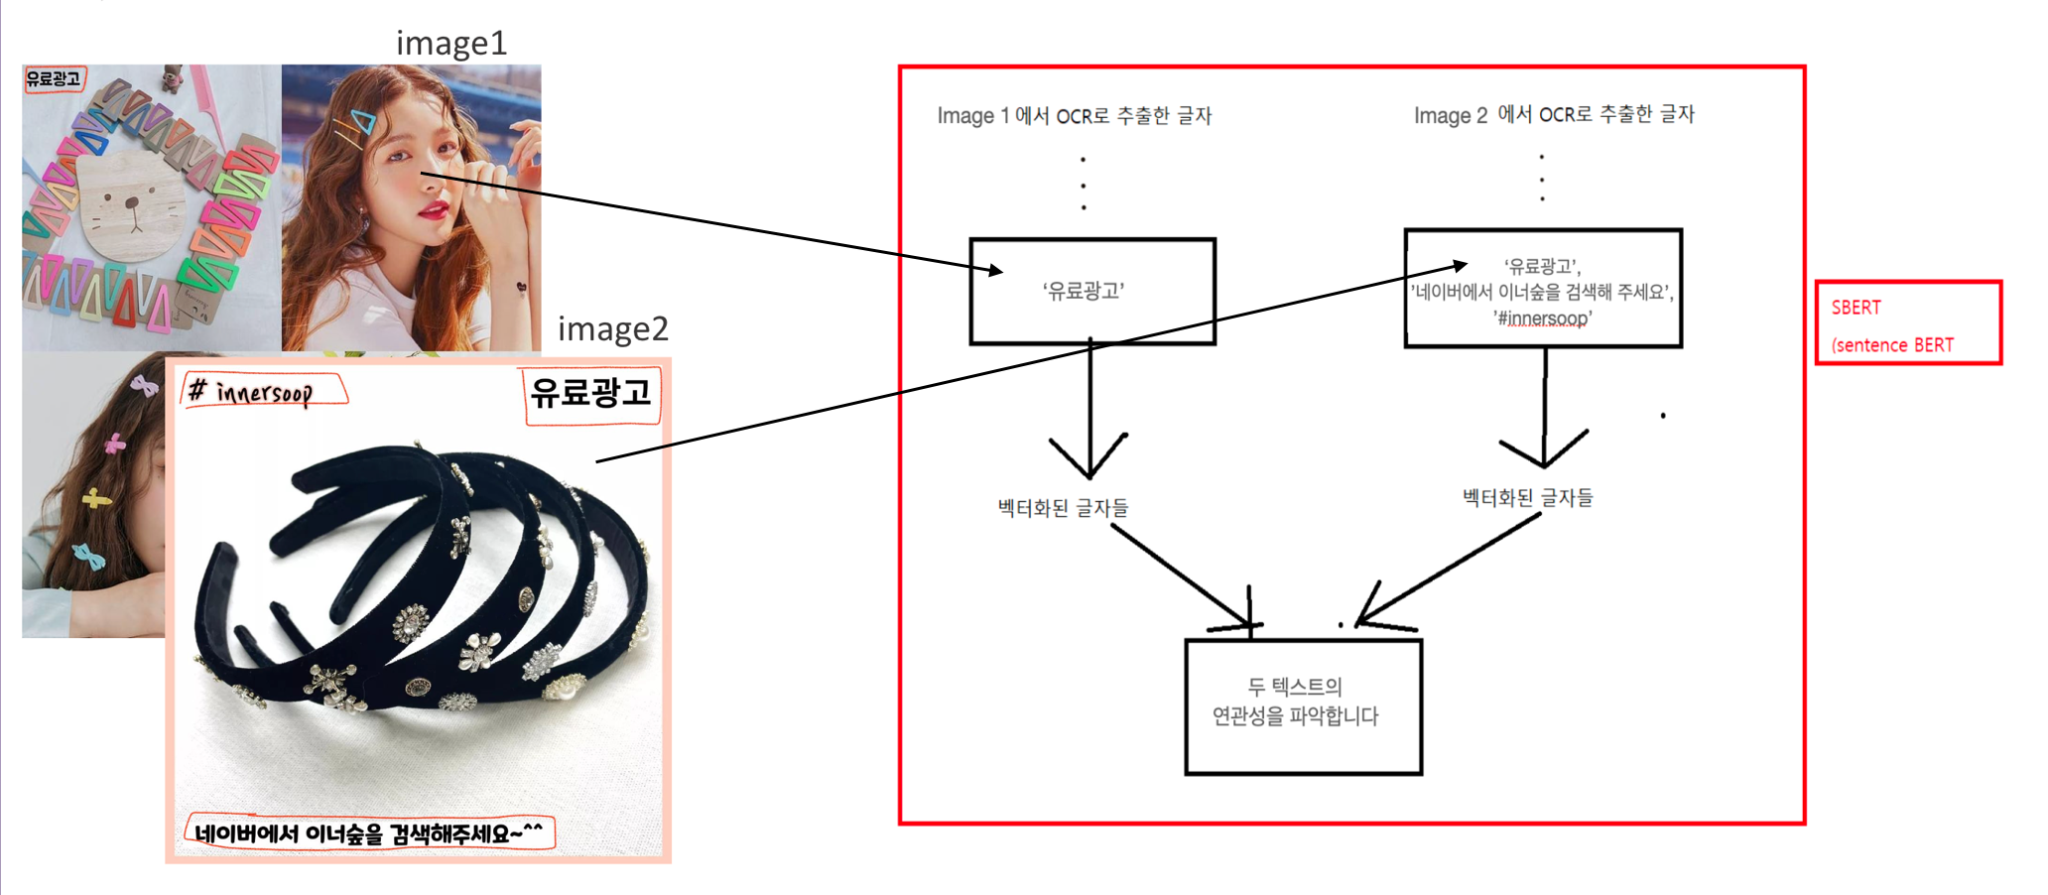 image1
유료광고
image2
# innersoop
유료광고
네이버에서 이너숲을 검색해주세요~^^
Image 1에서 OCR로 추출한 글자
‘유료광고’
벡터화된 글자들
Image 2 에서 OCR로 추출한 글자
‘유료광고’,
’네이버에서 이너숲을 검색해 주세요’,
’#innersoop’
벡터화된 글자들
두 텍스트의
연관성을 파악합니다
SBERT
(sentence BERT